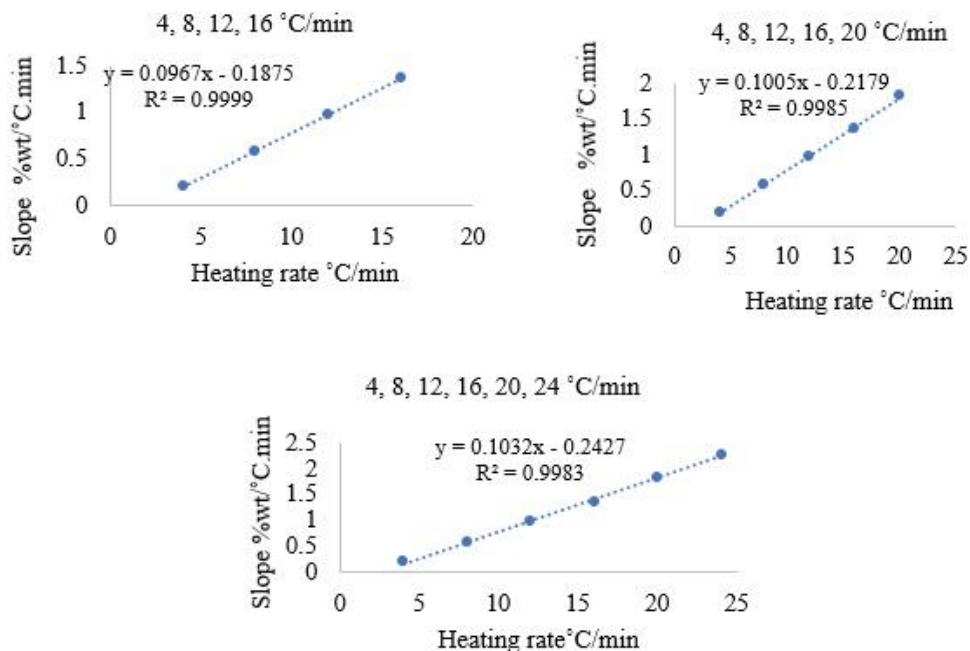 4, 8, 12, 16 ˚C/min
y = 0.0967x - 0.1875
R² = 0.9999
Slope %wt/˚C.min
1.5
1
0.5
0
0 5 10 15 20
Heating rate ˚C/min
4, 8, 12, 16, 20 ˚C/min
y = 0.1005x - 0.2179
R² = 0.9985
Slope %wt/˚C.min
2
1.5
1
0.5
0
0 5 10 15 20 25
Heating rate ˚C/min
4, 8, 12, 16, 20, 24 ˚C/min
y = 0.1032x - 0.2427
R² = 0.9983
Slope %wt/˚C.min
2.5
2
1.5
1
0.5
0
0 5 10 15 20 25
Heating rate˚C/min